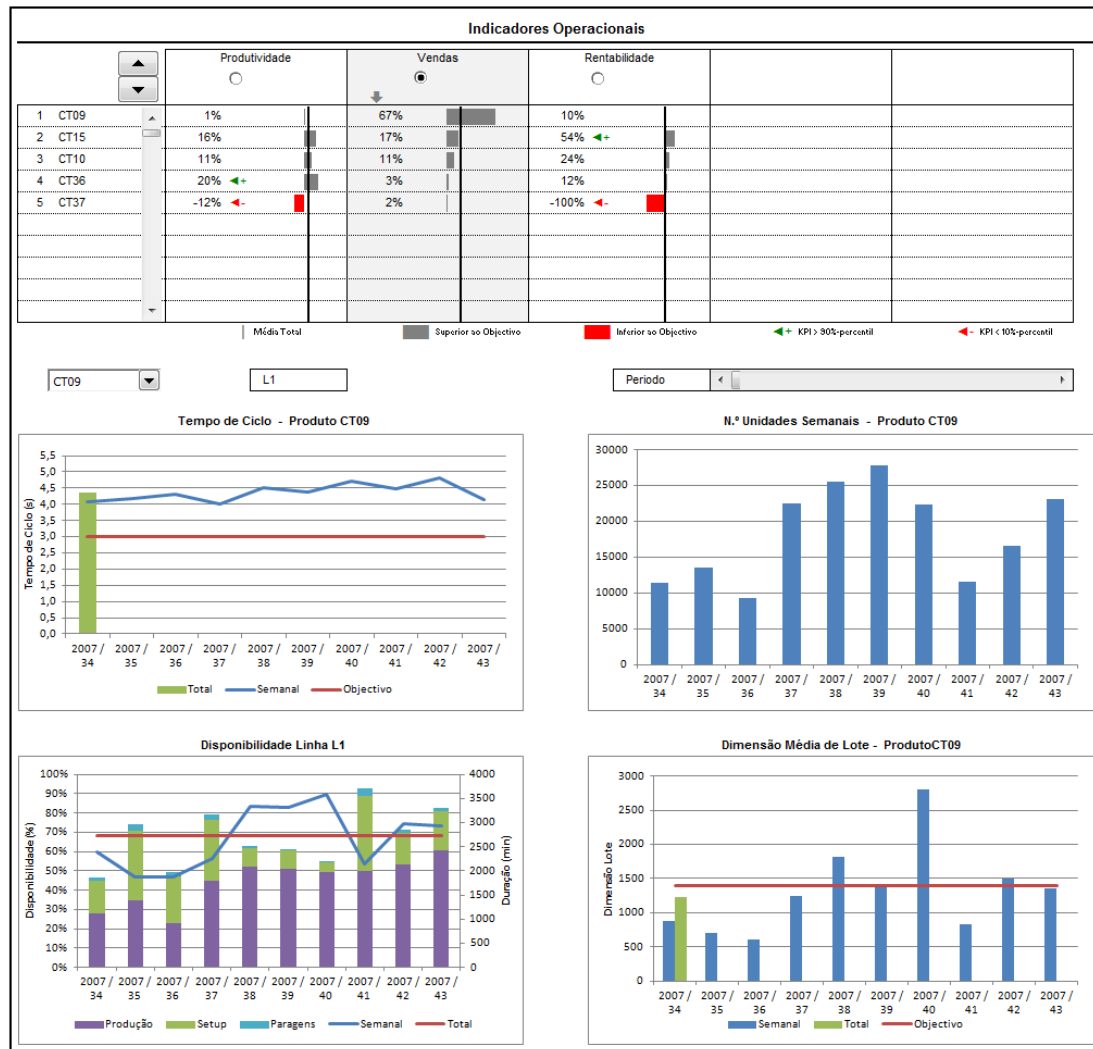 Indicadores Operacionais
Produtividade Vendas Rentabilidade
1 CT09 1% 67% 10%
2 CT15 16% 17% 54% ◄+
3 CT10 11% 11% 24%
4 CT36 20% ◄+ 3% 12%
5 CT37 -12% ◄- 2% -100% ◄-
Média Total Superior ao Objectivo Inferior ao Objectivo ◄+ KPI > 90%-percentil ◄- KPI < 10%-percentil
CT09 L1 Periodo
Tempo de Ciclo - Produto CT09
Tempo de Ciclo (s)
5,5
5,0
4,5
4,0
3,5
3,0
2,5
2,0
1,5
1,0
0,5
0,0
2007 / 34 2007 / 35 2007 / 36 2007 / 37 2007 / 38 2007 / 39 2007 / 40 2007 / 41 2007 / 42 2007 / 43
Total Semanal Objectivo
N.º Unidades Semanais - Produto CT09
30000
25000
20000
15000
10000
5000
0
2007 / 34 2007 / 35 2007 / 36 2007 / 37 2007 / 38 2007 / 39 2007 / 40 2007 / 41 2007 / 42 2007 / 43
Disponibilidade Linha L1
Disponibilidade (%)
100%
90%
80%
70%
60%
50%
40%
30%
20%
10%
0%
4000
3500
3000
2500
2000
1500
1000
500
0
Duração (min)
2007 / 34 2007 / 35 2007 / 36 2007 / 37 2007 / 38 2007 / 39 2007 / 40 2007 / 41 2007 / 42 2007 / 43
Produção Setup Paragens Semanal Total
Dimensão Média de Lote - ProdutoCT09
Dimensão Lote
3000
2500
2000
1500
1000
500
0
2007 / 34 2007 / 35 2007 / 36 2007 / 37 2007 / 38 2007 / 39 2007 / 40 2007 / 41 2007 / 42 2007 / 43
Semanal Total Objectivo